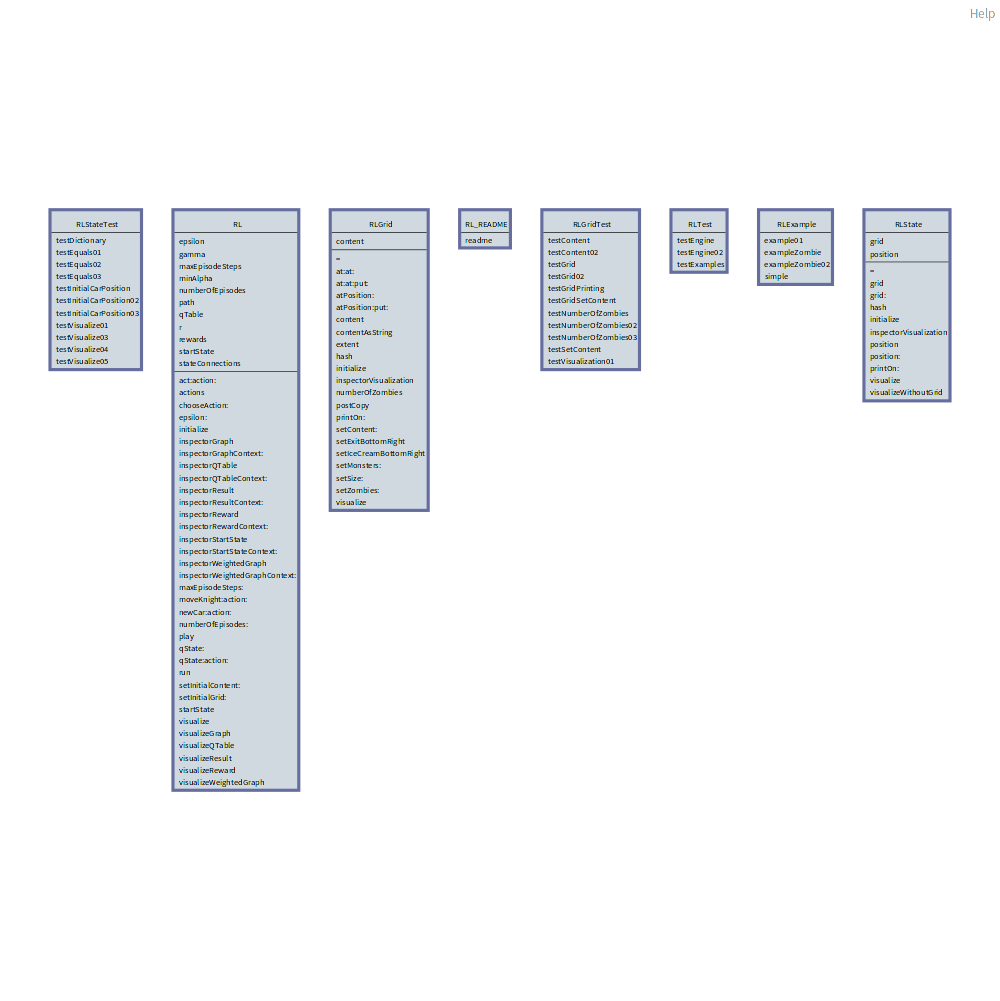 Help
RLStateTest
testDictionary
testEquals01
testEquals02
testEquals03
testInitialCarPosition
testInitialCarPosition02
testInitialCarPosition03
testVisualize01
testVisualize03
testVisualize04
testVisualize05
RL
epsilon
gamma
maxEpisodeSteps
minAlpha
numberOfEpisodes
path
qTable
r
rewards
startState
stateConnections
act:action:
actions
chooseAction:
epsilon:
initialize
inspectorGraph
inspectorGraphContext:
inspectorQTable
inspectorQTableContext:
inspectorResult
inspectorResultContext:
inspectorReward
inspectorRewardContext:
inspectorStartState
inspectorStartStateContext:
inspectorWeightedGraph
inspectorWeightedGraphContext:
maxEpisodeSteps:
moveKnight:action:
newCar:action:
numberOfEpisodes:
play
qState:
qState:action:
run
setInitialContent:
setInitialGrid:
startState
visualize
visualizeGraph
visualizeQTable
visualizeResult
visualizeReward
visualizeWeightedGraph
RLGrid
content
=
at:at:
at:at:put:
atPosition:
atPosition:put:
content
contentAsString
extent
hash
initialize
inspectorVisualization
numberOfZombies
postCopy
printOn:
setContent:
setExitBottomRight
setIceCreamBottomRight
setMonsters:
setSize:
setZombies:
visualize
RL_README
readme
RLGridTest
testContent
testContent02
testGrid
testGrid02
testGridPrinting
testGridSetContent
testNumberOfZombies
testNumberOfZombies02
testNumberOfZombies03
testSetContent
testVisualization01
RLTest
testEngine
testEngine02
testExamples
RLExample
example01
exampleZombie
exampleZombie02
simple
RLState
grid
position
=
grid
grid:
hash
initialize
inspectorVisualization
position
position:
printOn:
visualize
visualizeWithoutGrid